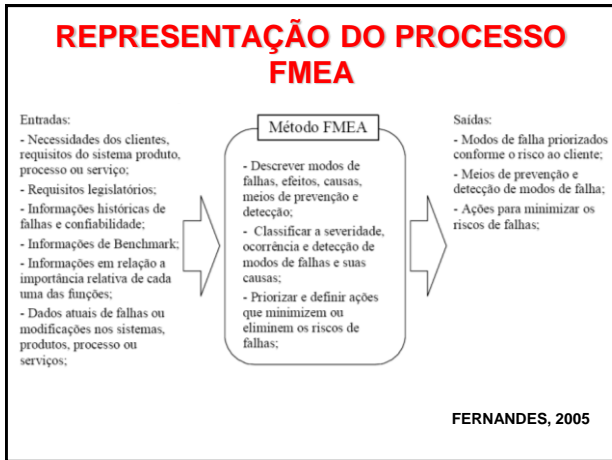 REPRESENTAÇÃO DO PROCESSO
FMEA
Entradas:
- Necessidades dos clientes,
requisitos do sistema produto,
processo ou serviço;
- Requisitos legislatórios;
- Informações históricas de
falhas e confiabilidade;
- Informações de Benchmark;
- Informações em relação a
importância relativa de cada
uma das funções;
- Dados atuais de falhas ou
modificações nos sistemas,
produtos, processo ou
serviços;
Método FMEA
- Descrever modos de
falhas, efeitos, causas,
meios de prevenção e
detecção;
- Classificar a severidade,
ocorrência e detecção de
modos de falhas e suas
causas;
- Priorizar e definir ações
que minimizem ou
eliminem os riscos de
falhas;
Saídas:
- Modos de falha priorizados
conforme o risco ao cliente;
- Meios de prevenção e
detecção de modos de falha;
- Ações para minimizar os
riscos de falhas;
FERNANDES, 2005